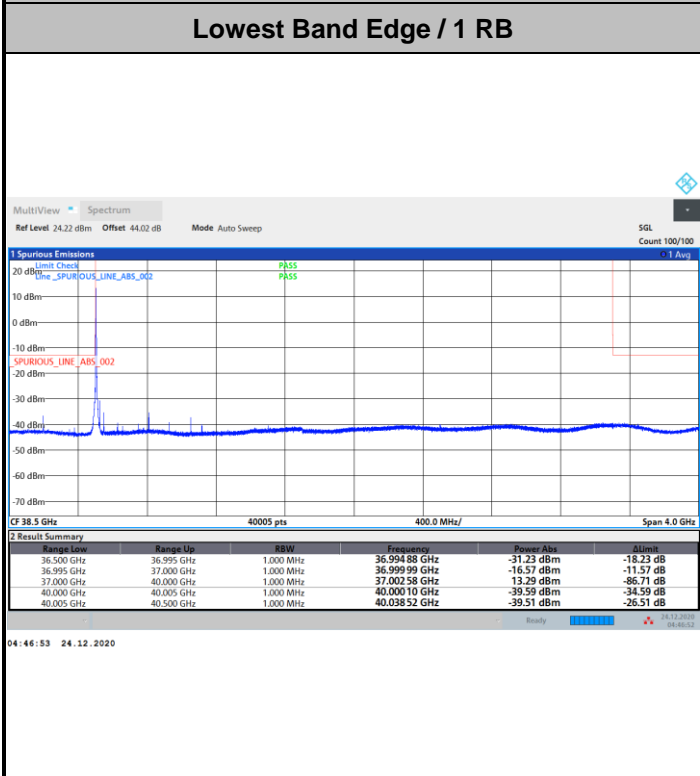 Lowest Band Edge / 1 RB
MultiView Spectrum
Ref Level 24.22 dBm Offset 44.02 dB Mode Auto Sweep SGL
Count 100/100
1 Spurious Emissions 1 Avg
Limit Check PASS
20 dBm
Line _SPURIOUS_LINE_ABS_002 PASS
10 dBm
0 dBm
-10 dBm
_SPURIOUS_LINE_ABS_002
-20 dBm
-30 dBm
-40 dBm
-50 dBm
-60 dBm
-70 dBm
CF 38.5 GHz 40005 pts 400.0 MHz/ Span 4.0 GHz
2 Result Summary
Range Low Range Up RBW Frequency Power Abs ΔLimit
36.500 GHz 36.995 GHz 1.000 MHz 36.994 88 GHz -31.23 dBm -18.23 dB
36.995 GHz 37.000 GHz 1.000 MHz 36.999 99 GHz -16.57 dBm -11.57 dB
37.000 GHz 40.000 GHz 1.000 MHz 37.002 58 GHz 13.29 dBm -86.71 dB
40.000 GHz 40.005 GHz 1.000 MHz 40.000 10 GHz -39.59 dBm -34.59 dB
40.005 GHz 40.500 GHz 1.000 MHz 40.038 52 GHz -39.51 dBm -26.51 dB
Ready 24.12.2020
04:46:52
04:46:53 24.12.2020